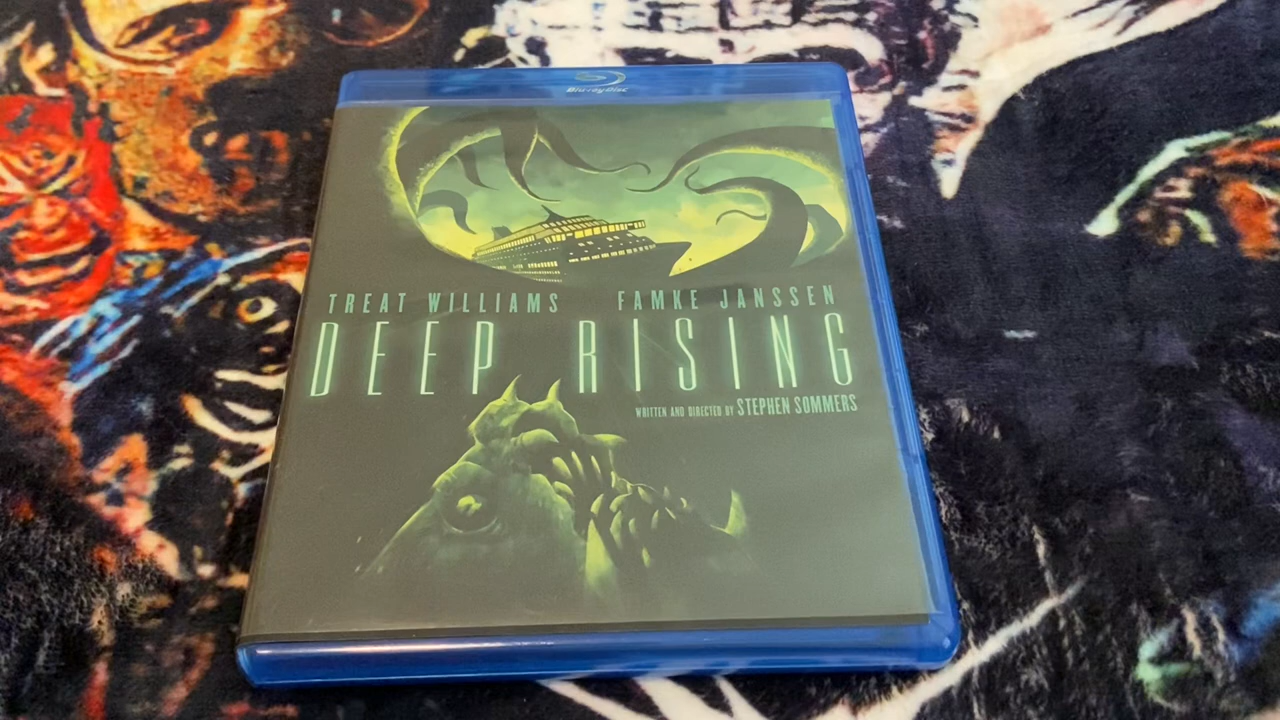 Blu-ray Disc
TREAT WILLIAMS FAMKE JANSSEN
DEEP RISING
WRITTEN AND DIRECTED BY STEPHEN SOMMERS